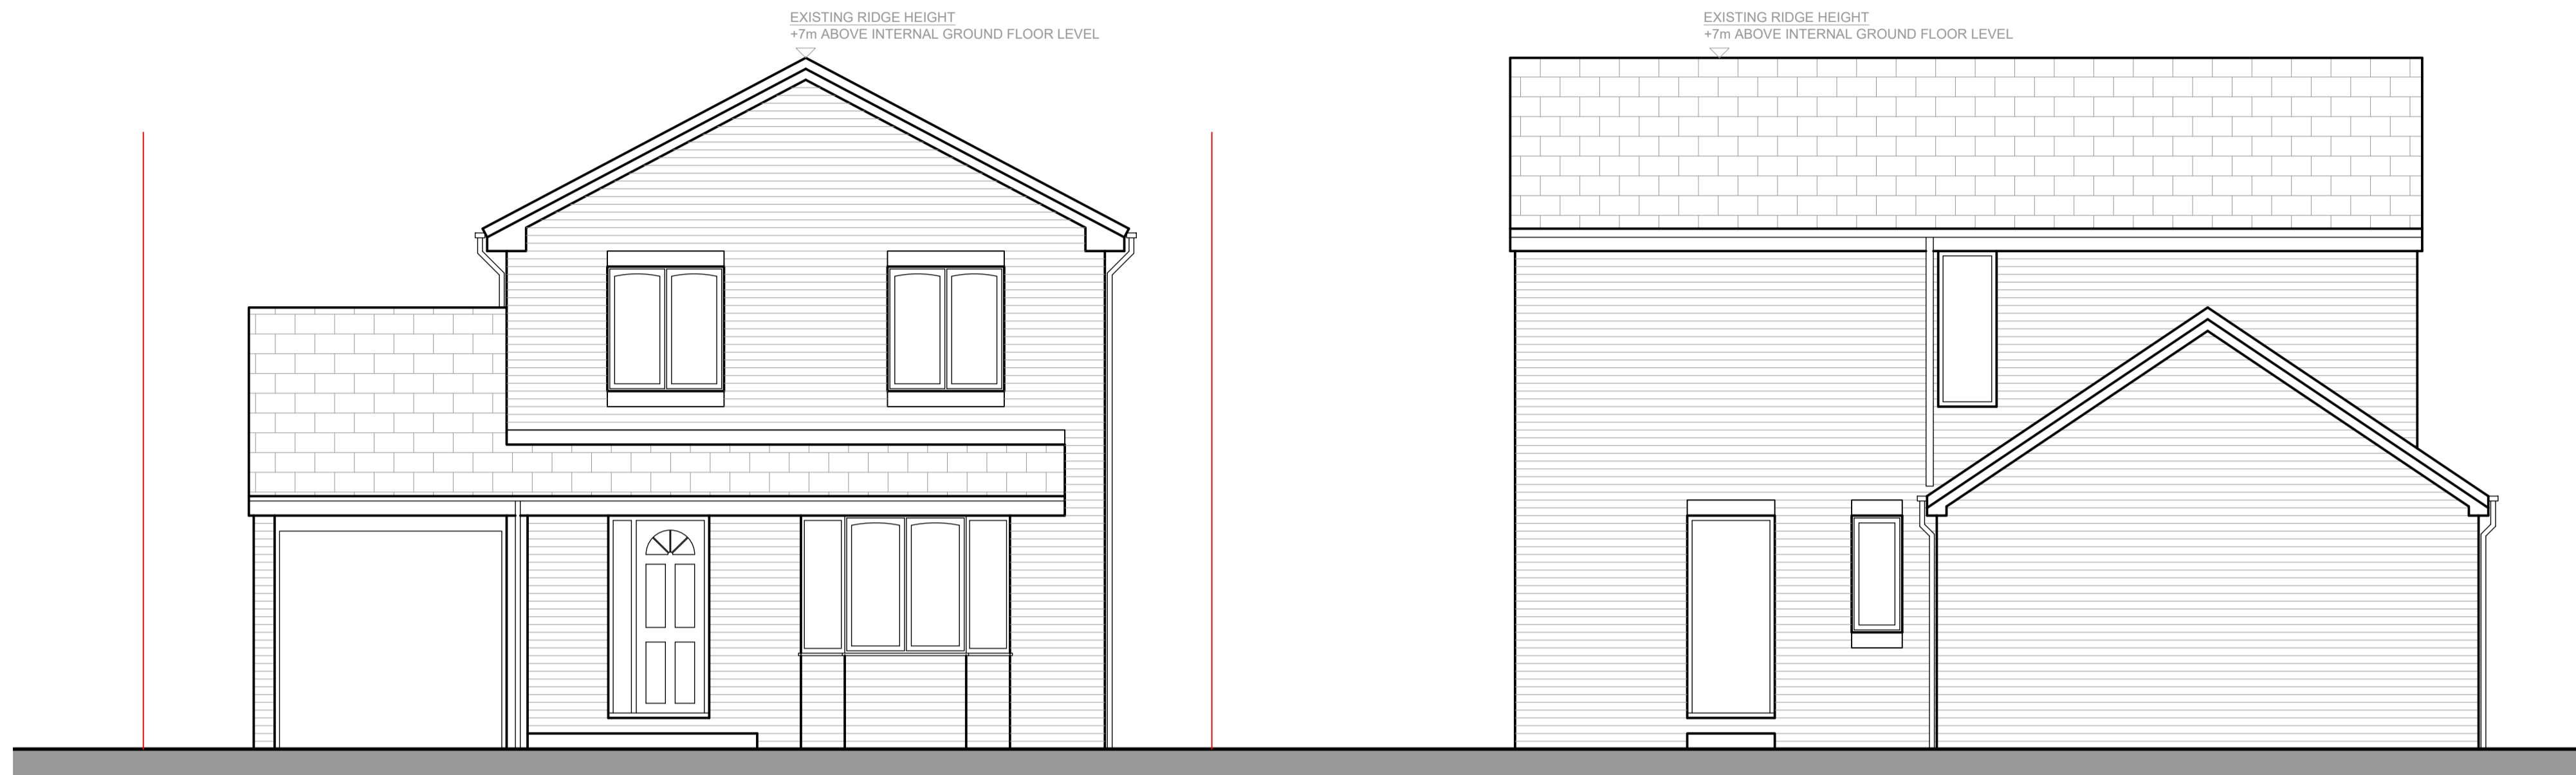 EXISTING RIDGE HEIGHT
+7m ABOVE INTERNAL GROUND FLOOR LEVEL
EXISTING RIDGE HEIGHT
+7m ABOVE INTERNAL GROUND FLOOR LEVEL